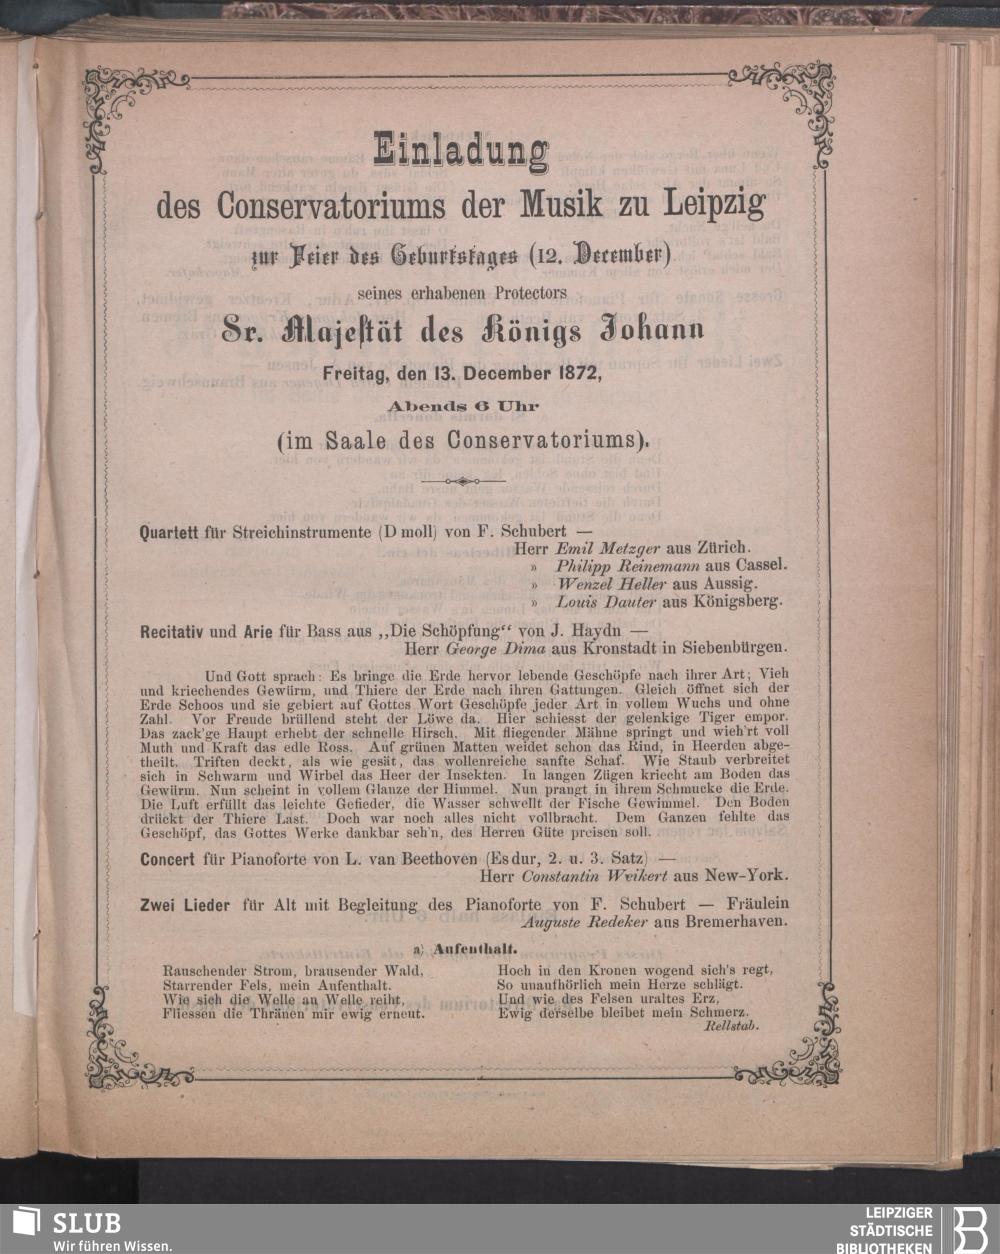 Einladung
des Conservatoriums der Musik zu Leipzig
zur Feier des Geburtstages (12. December)
seines erhabenen Protectors
Sr. Majestät des Königs Johann
Freitag, den 13. December 1872,
Abends 6 Uhr
(im Saale des Conservatoriums).
Quartett für Streichinstrumente (D moll) von F. Schubert —
Herr Emil Metzger aus Zürich.
» Philipp Reinemann aus Cassel.
» Wenzel Heller aus Aussig.
» Louis Dauter aus Königsberg.
Recitativ und Arie für Bass aus „Die Schöpfung“ von J. Haydn —
Herr George Dima aus Kronstadt in Siebenbürgen.
Und Gott sprach: Es bringe die Erde hervor lebende Geschöpfe nach ihrer Art; Vieh
und kriechendes Gewürm, und Thiere der Erde nach ihren Gattungen. Gleich öffnet sich der
Erde Schoos und sie gebiert auf Gottes Wort Geschöpfe jeder Art in vollem Wuchs und ohne
Zahl. Vor Freude brüllend steht der Löwe da. Hier schiesst der gelenkige Tiger empor.
Das zack'ge Haupt erhebt der schnelle Hirsch. Mit fliegender Mähne springt und wieh'rt voll
Muth und Kraft das edle Ross. Auf grünen Matten weidet schon das Rind, in Heerden abge-
theilt. Triften deckt, als wie gesät, das wollenreiche sanfte Schaf. Wie Staub verbreitet
sich in Schwarm und Wirbel das Heer der Insekten. In langen Zügen kriecht am Boden das
Gewürm. Nun scheint in vollem Glanze der Himmel. Nun prangt in ihrem Schmucke die Erde.
Die Luft erfüllt das leichte Gefieder, die Wasser schwellt der Fische Gewimmel. Den Boden
drückt der Thiere Last. Doch war noch alles nicht vollbracht. Dem Ganzen fehlte das
Geschöpf, das Gottes Werke dankbar seh'n, des Herren Güte preisen soll.
Concert für Pianoforte von L. van Beethoven (Es dur, 2. u. 3. Satz) —
Herr Constantin Weikert aus New-York.
Zwei Lieder für Alt mit Begleitung des Pianoforte von F. Schubert — Fräulein
Auguste Redeker aus Bremerhaven.
a) Aufenthalt.
Rauschender Strom, brausender Wald,
Starrender Fels, mein Aufenthalt.
Wie sich die Welle an Welle reiht,
Fliessen die Thränen mir ewig erneut.
Hoch in den Kronen wogend sich's regt,
So unaufhörlich mein Herze schlägt.
Und wie des Felsen uraltes Erz,
Ewig derselbe bleibet mein Schmerz.
Rellstab.
SLUB
Wir führen Wissen.
LEIPZIGER
STÄDTISCHE
BIBLIOTHEKEN